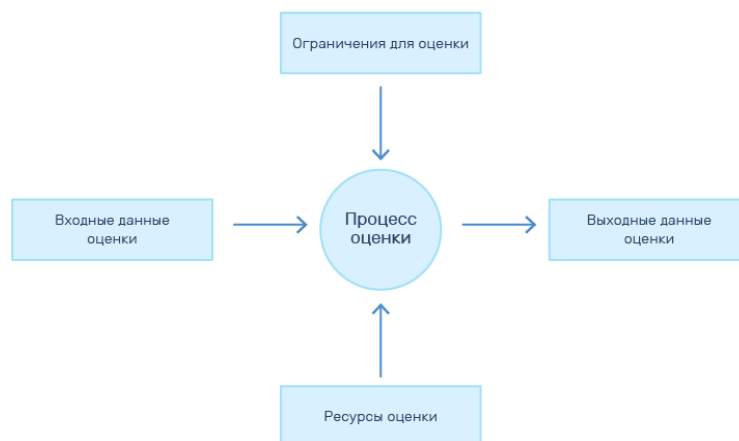 Ограничения для оценки
Входные данные
оценки
Процесс
оценки
Выходные данные
оценки
Ресурсы оценки